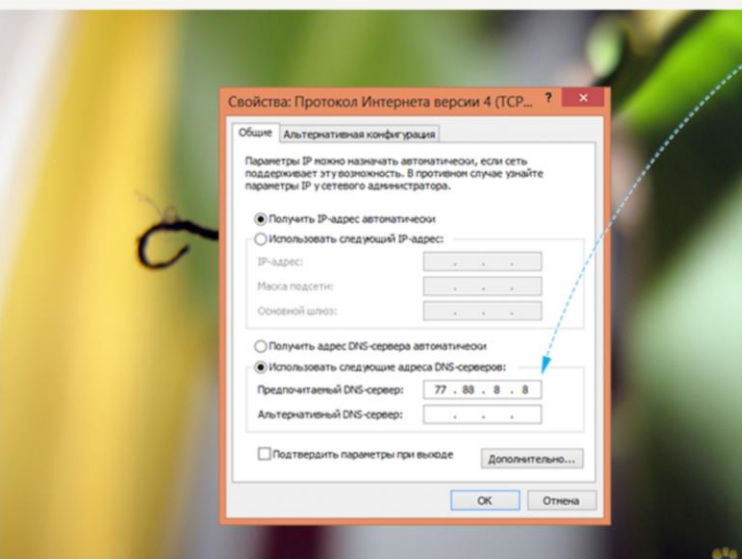 Свойства: Протокол Интернета версии 4 (TCP... ?
Общие Альтернативная конфигурация
Параметры IP можно назначать автоматически, если сеть
поддерживает эту возможность. В противном случае узнайте
параметры IP у сетевого администратора.
Получить IP-адрес автоматически
Использовать следующий IP-адрес:
IP-адрес: . . .
Маска подсети: . . .
Основной шлюз: . . .
Получить адрес DNS-сервера автоматически
Использовать следующие адреса DNS-серверов:
Предпочитаемый DNS-сервер: 77 . 88 . 8 . 8
Альтернативный DNS-сервер: . . .
Подтвердить параметры при выходе
Дополнительно...
OK Отмена